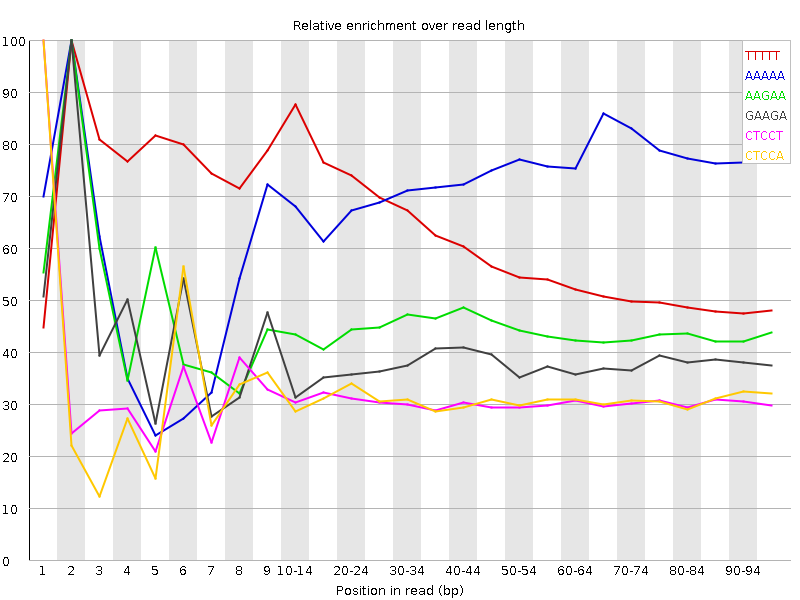 Relative enrichment over read length
100
90
80
70
60
50
40
30
20
10
0
TTTTT
AAAAA
AAGAA
GAAGA
CTCCT
CTCCA
1 2 3 4 5 6 7 8 9 10-14 20-24 30-34 40-44 50-54 60-64 70-74 80-84 90-94
Position in read (bp)